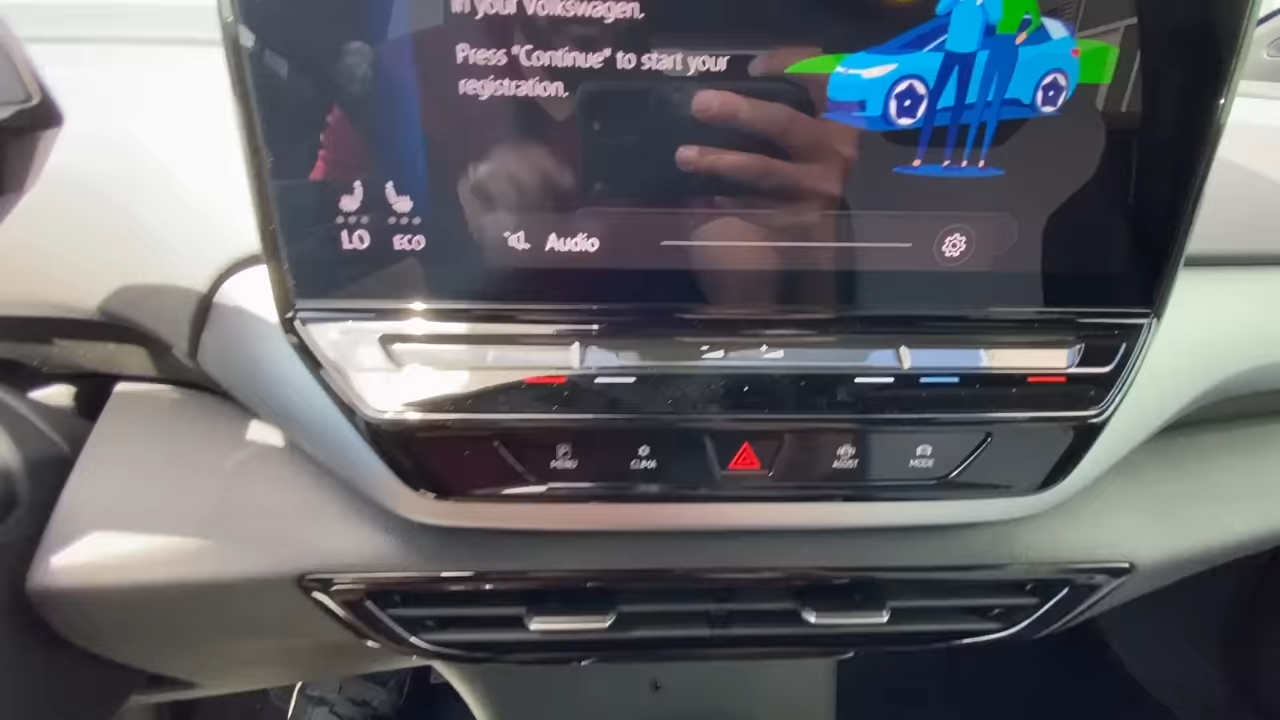 in your Volkswagen.
Press "Continue" to start your
registration.
LO ECO Audio
MENU CLIMA ASSIST MODE